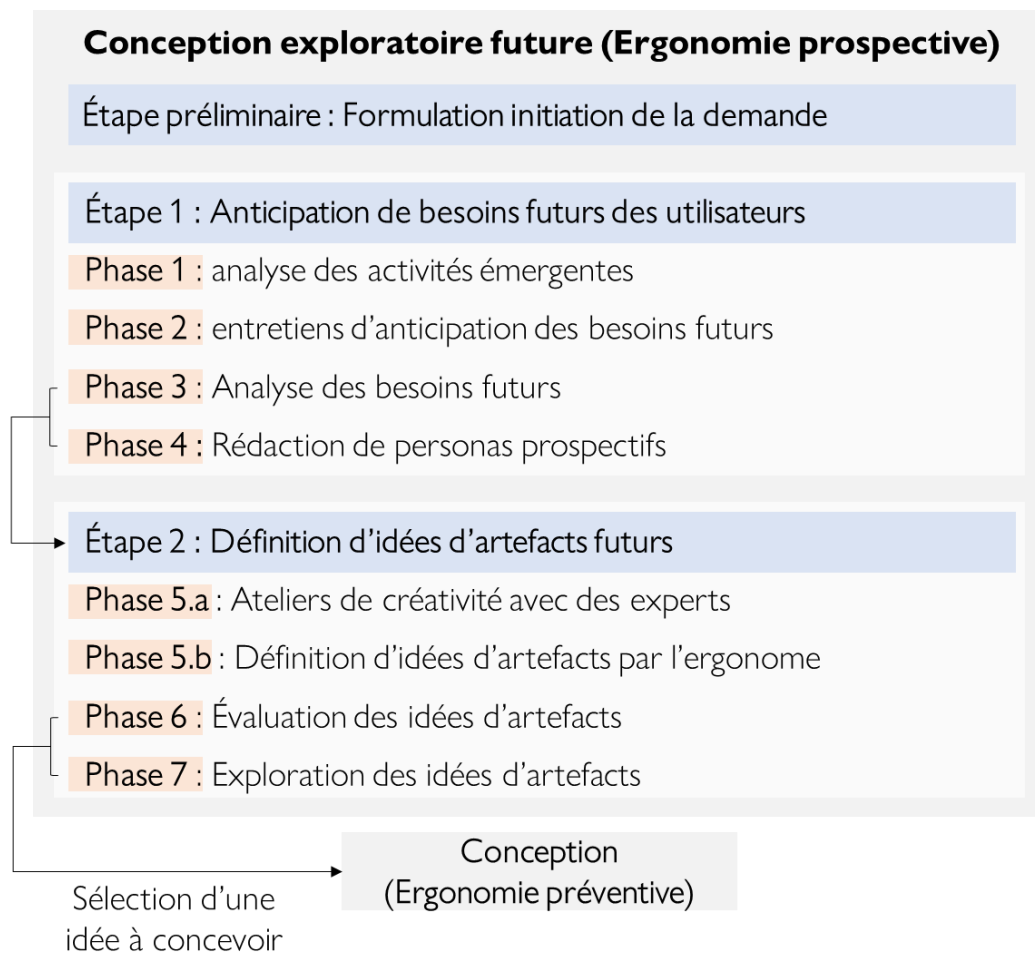 Conception exploratoire future (Ergonomie prospective)
Étape préliminaire : Formulation initiation de la demande
Étape 1 : Anticipation de besoins futurs des utilisateurs
Phase 1 : analyse des activités émergentes
Phase 2 : entretiens d’anticipation des besoins futurs
Phase 3 : Analyse des besoins futurs
Phase 4 : Rédaction de personas prospectifs
Étape 2 : Définition d’idées d’artefacts futurs
Phase 5.a : Ateliers de créativité avec des experts
Phase 5.b : Définition d’idées d’artefacts par l’ergonome
Phase 6 : Évaluation des idées d’artefacts
Phase 7 : Exploration des idées d’artefacts
Conception
(Ergonomie préventive)
Sélection d’une
idée à concevoir